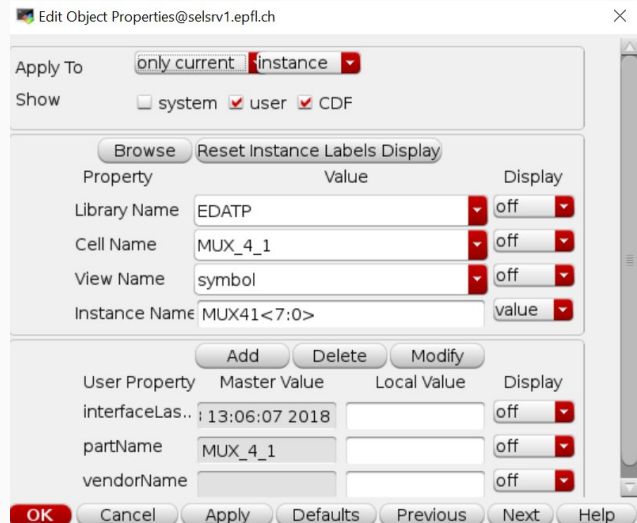 Edit Object Properties@selsrv1.epfl.ch
Apply To only current instance
Show system user CDF
Browse Reset Instance Labels Display
Property Value Display
Library Name EDATP off
Cell Name MUX_4_1 off
View Name symbol off
Instance Name MUX41<7:0> value
Add Delete Modify
User Property Master Value Local Value Display
interfaceLas.. 13:06:07 2018 off
partName MUX_4_1 off
vendorName off
OK Cancel Apply Defaults Previous Next Help